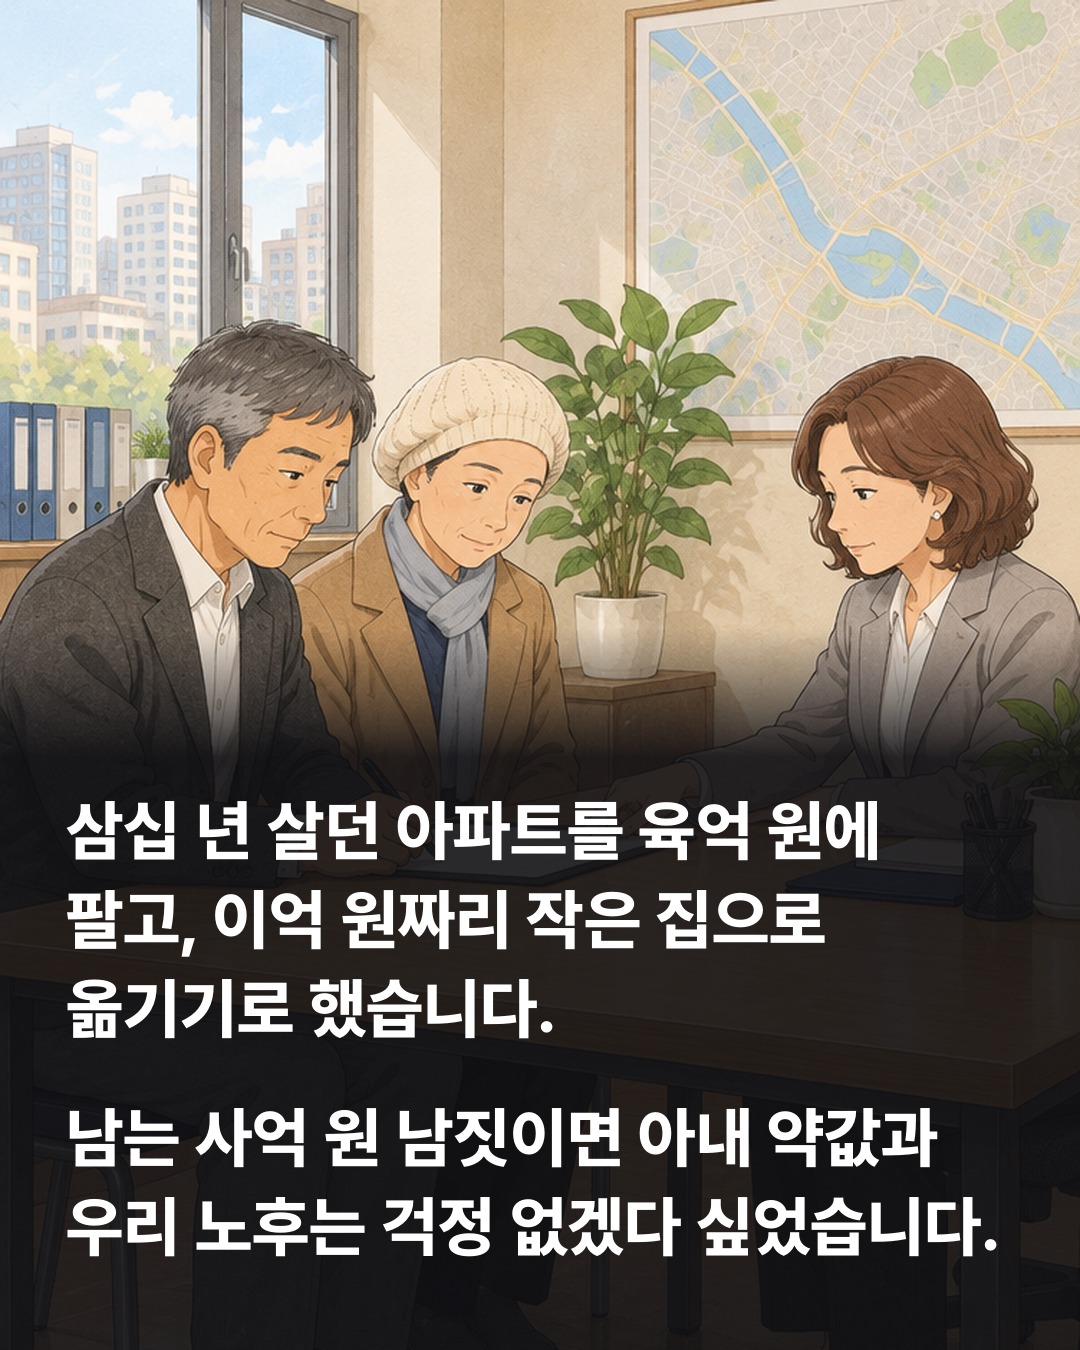 삼십 년 살던 아파트를 육억 원에
팔고, 이억 원짜리 작은 집으로
옮기기로 했습니다.
남는 사억 원 남짓이면 아내 약값과
우리 노후는 걱정 없겠다 싶었습니다.